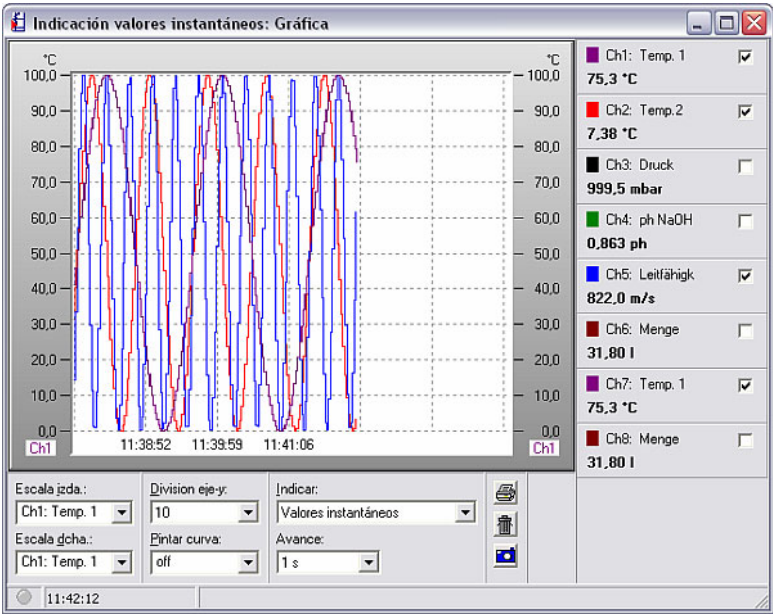 Indicación valores instantáneos: Gráfica
°C
°C
100,0
90,0
80,0
70,0
60,0
50,0
40,0
30,0
20,0
10,0
0,0
Ch1
100,0
90,0
80,0
70,0
60,0
50,0
40,0
30,0
20,0
10,0
0,0
Ch1
11:38:52 11:39:59 11:41:06
Ch1: Temp. 1
75,3 °C
Ch2: Temp.2
7,38 °C
Ch3: Druck
999,5 mbar
Ch4: ph NaOH
0,863 ph
Ch5: Leitfähigk
822,0 m/s
Ch6: Menge
31,80 l
Ch7: Temp. 1
75,3 °C
Ch8: Menge
31,80 l
Escala izda.:
Ch1: Temp. 1
Escala dcha.:
Ch1: Temp. 1
Division eje-y:
10
Pintar curva:
off
Indicar:
Valores instantáneos
Avance:
1 s
11:42:12